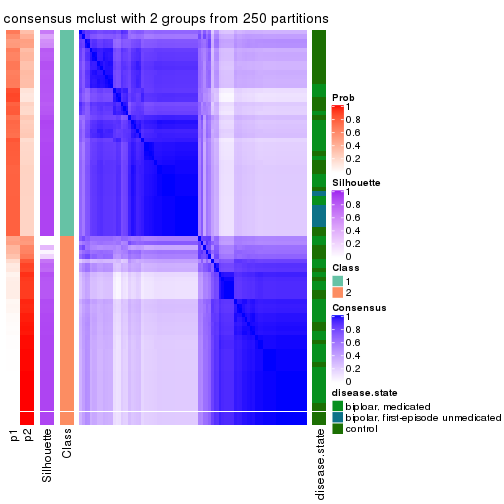 consensus mclust with 2 groups from 250 partitions
Prob
1
0.8
0.6
0.4
0.2
0
Silhouette
1
0.8
0.6
0.4
0.2
0
Class
1
2
Consensus
1
0.8
0.6
0.4
0.2
0
disease.state
biploar, medicated
bipolar, first-episode unmedicated
control
p1
p2
Silhouette
Class
disease.state